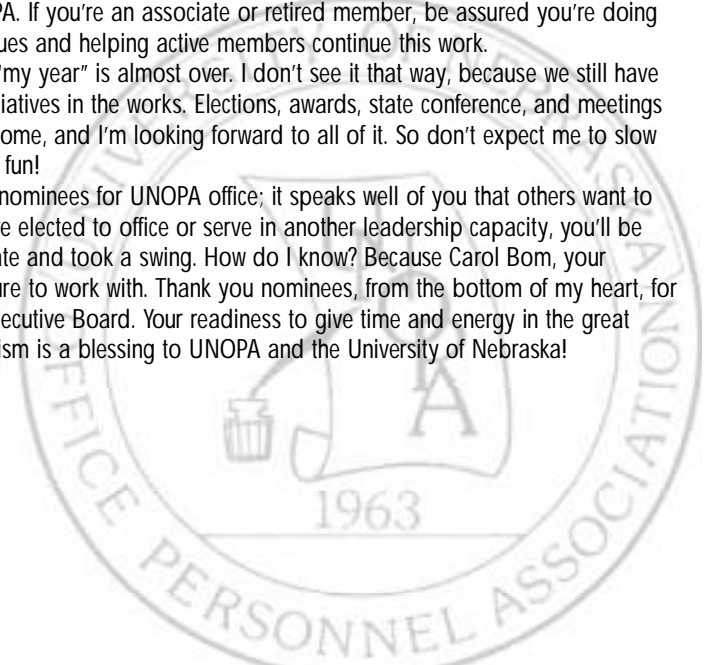 PA. If you're an associate or retired member, be assured you're doing
ues and helping active members continue this work.
"my year" is almost over. I don't see it that way, because we still have
iatives in the works. Elections, awards, state conference, and meetings
ome, and I'm looking forward to all of it. So don't expect me to slow
fun!
nominees for UNOPA office; it speaks well of you that others want to
e elected to office or serve in another leadership capacity, you'll be
ate and took a swing. How do I know? Because Carol Bom, your
ure to work with. Thank you nominees, from the bottom of my heart, for
xecutive Board. Your readiness to give time and energy in the great
ism is a blessing to UNOPA and the University of Nebraska!
UNIVERSITY OF NEBRASKA
UNOPA
1963
OFFICE PERSONNEL ASSOCIATION